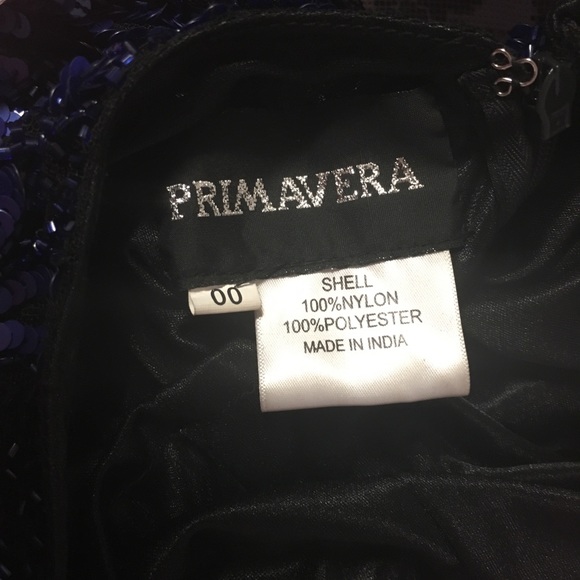 PRIMAVERA
00
SHELL
100%NYLON
100%POLYESTER
MADE IN INDIA